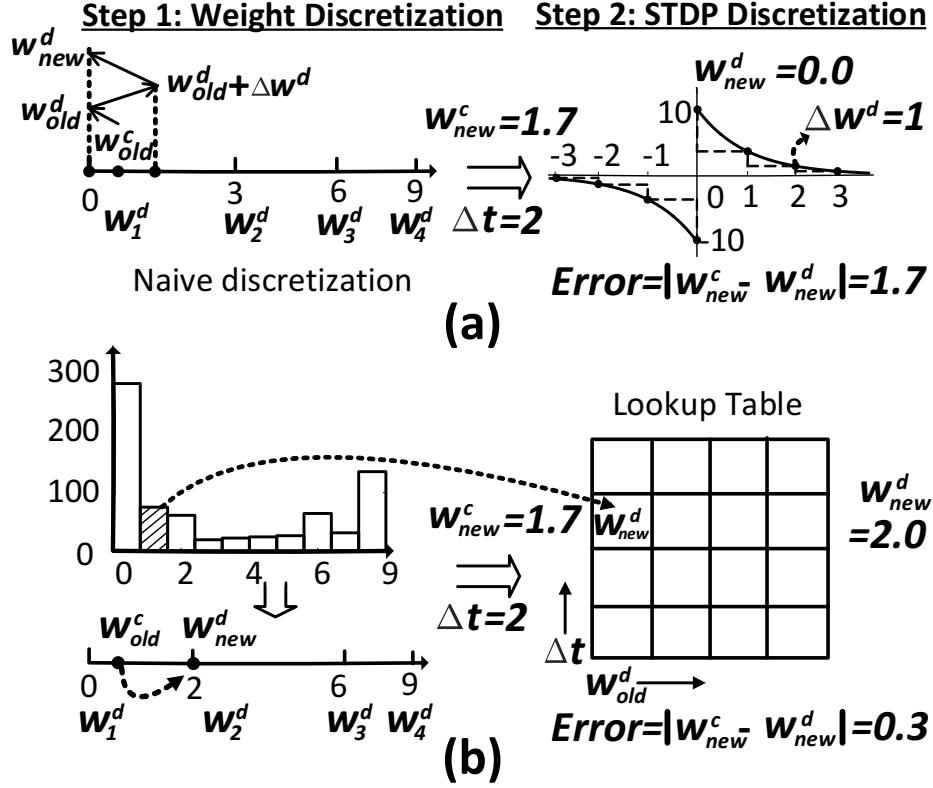 Step 1: Weight Discretization
Step 2: STDP Discretization
w^d_new
w^d_old + Δw^d
w^d_old
w^c_old
0 3 6 9
w^d_1 w^d_2 w^d_3 w^d_4
Naive discretization
w^c_new=1.7
Δt=2
w^d_new=0.0
10
Δw^d=1
-3 -2 -1
0 1 2 3
-10
Error=|w^c_new- w^d_new|=1.7
(a)
300
200
100
0
0 2 4 6 9
w^c_old w^d_new
0 2 6 9
w^d_1 w^d_2 w^d_3 w^d_4
w^c_new=1.7
Δt=2
Lookup Table
w^d_new
w^d_new
=2.0
Δt
w^d_old
Error=|w^c_new- w^d_new|=0.3
(b)